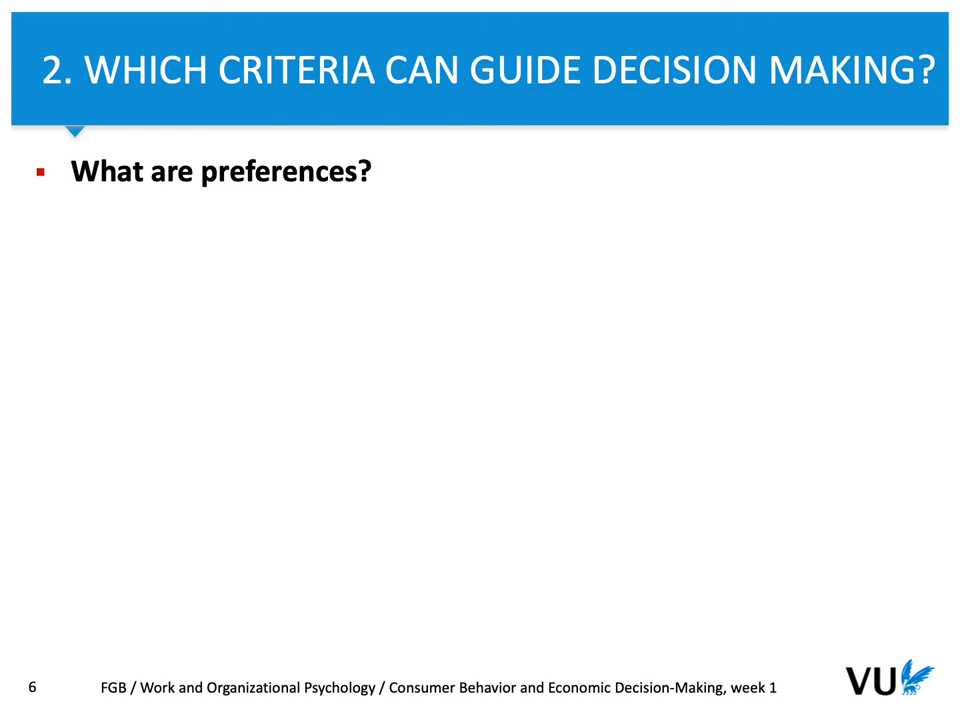 2. WHICH CRITERIA CAN GUIDE DECISION MAKING?
▪ What are preferences?
6 FGB / Work and Organizational Psychology / Consumer Behavior and Economic Decision-Making, week 1
VU